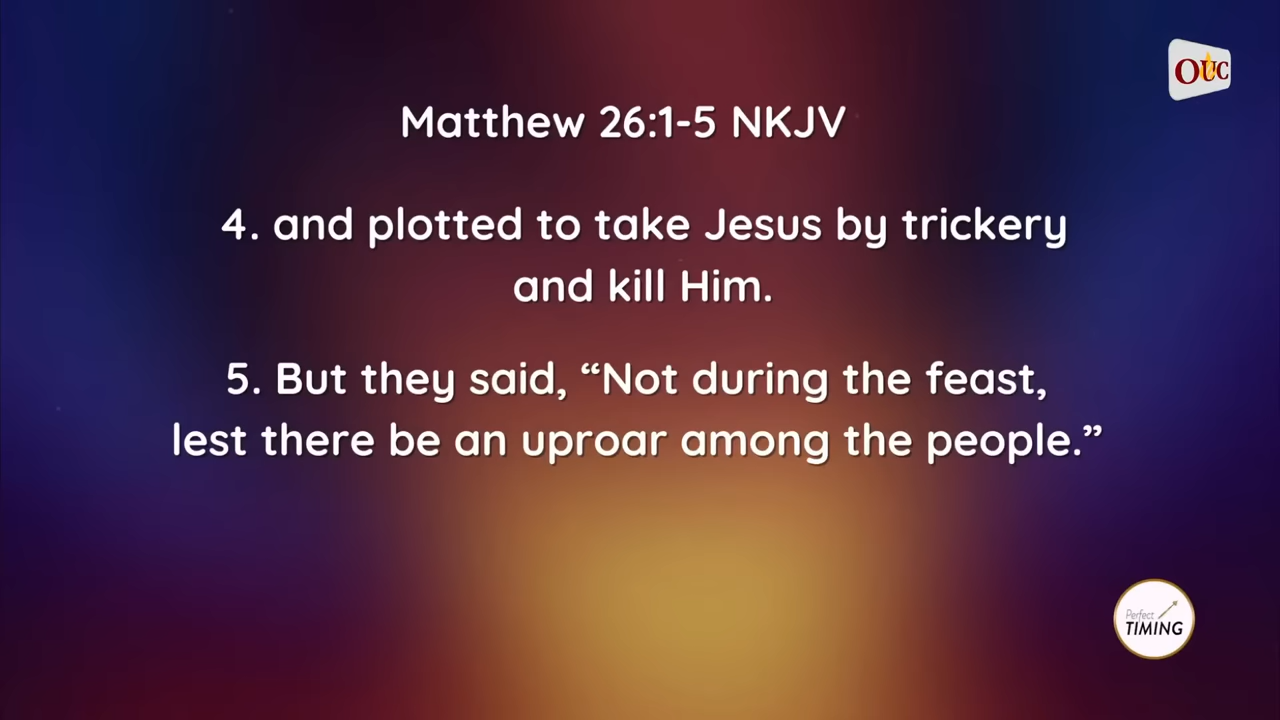 OUC
Matthew 26:1-5 NKJV
4. and plotted to take Jesus by trickery
and kill Him.
5. But they said, “Not during the feast,
lest there be an uproar among the people.”
Perfect
TIMING